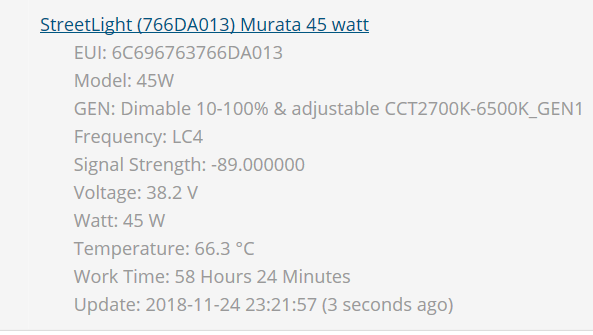 StreetLight (766DA013) Murata 45 watt
EUI: 6C696763766DA013
Model: 45W
GEN: Dimable 10-100% & adjustable CCT2700K-6500K_GEN1
Frequency: LC4
Signal Strength: -89.000000
Voltage: 38.2 V
Watt: 45 W
Temperature: 66.3 °C
Work Time: 58 Hours 24 Minutes
Update: 2018-11-24 23:21:57 (3 seconds ago)